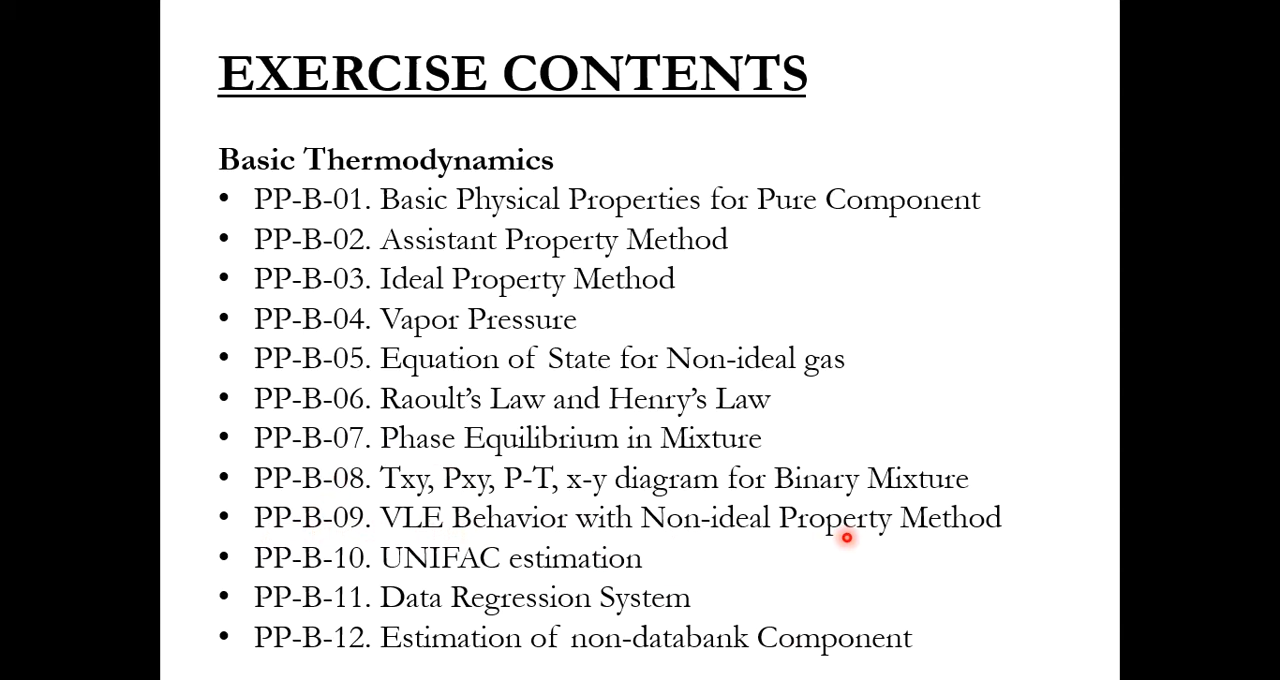 EXERCISE CONTENTS
Basic Thermodynamics
• PP-B-01. Basic Physical Properties for Pure Component
• PP-B-02. Assistant Property Method
• PP-B-03. Ideal Property Method
• PP-B-04. Vapor Pressure
• PP-B-05. Equation of State for Non-ideal gas
• PP-B-06. Raoult’s Law and Henry’s Law
• PP-B-07. Phase Equilibrium in Mixture
• PP-B-08. Txy, Pxy, P-T, x-y diagram for Binary Mixture
• PP-B-09. VLE Behavior with Non-ideal Property Method
• PP-B-10. UNIFAC estimation
• PP-B-11. Data Regression System
• PP-B-12. Estimation of non-databank Component